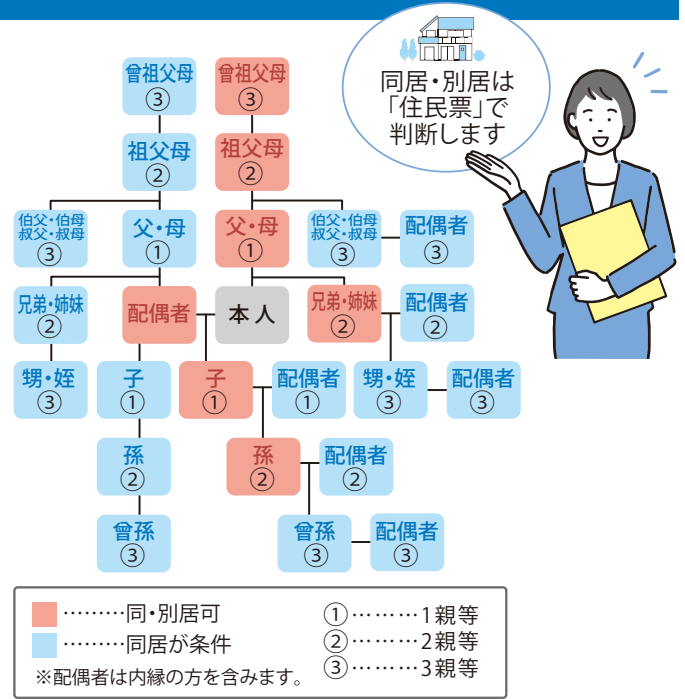 同居・別居は
「住民票」で
判断します
曾祖父母
③
曾祖父母
③
祖父母
②
祖父母
②
伯父・伯母
叔父・叔母
③
父・母
①
父・母
①
伯父・伯母
叔父・叔母
③
配偶者
③
兄弟・姉妹
②
配偶者
本人
兄弟・姉妹
②
配偶者
②
甥・姪
③
子
①
子
①
配偶者
①
甥・姪
③
配偶者
③
孫
②
孫
②
配偶者
②
曾孫
③
曾孫
③
配偶者
③
………同・別居可
………同居が条件
※配偶者は内縁の方を含みます。
①………1親等
②………2親等
③………3親等